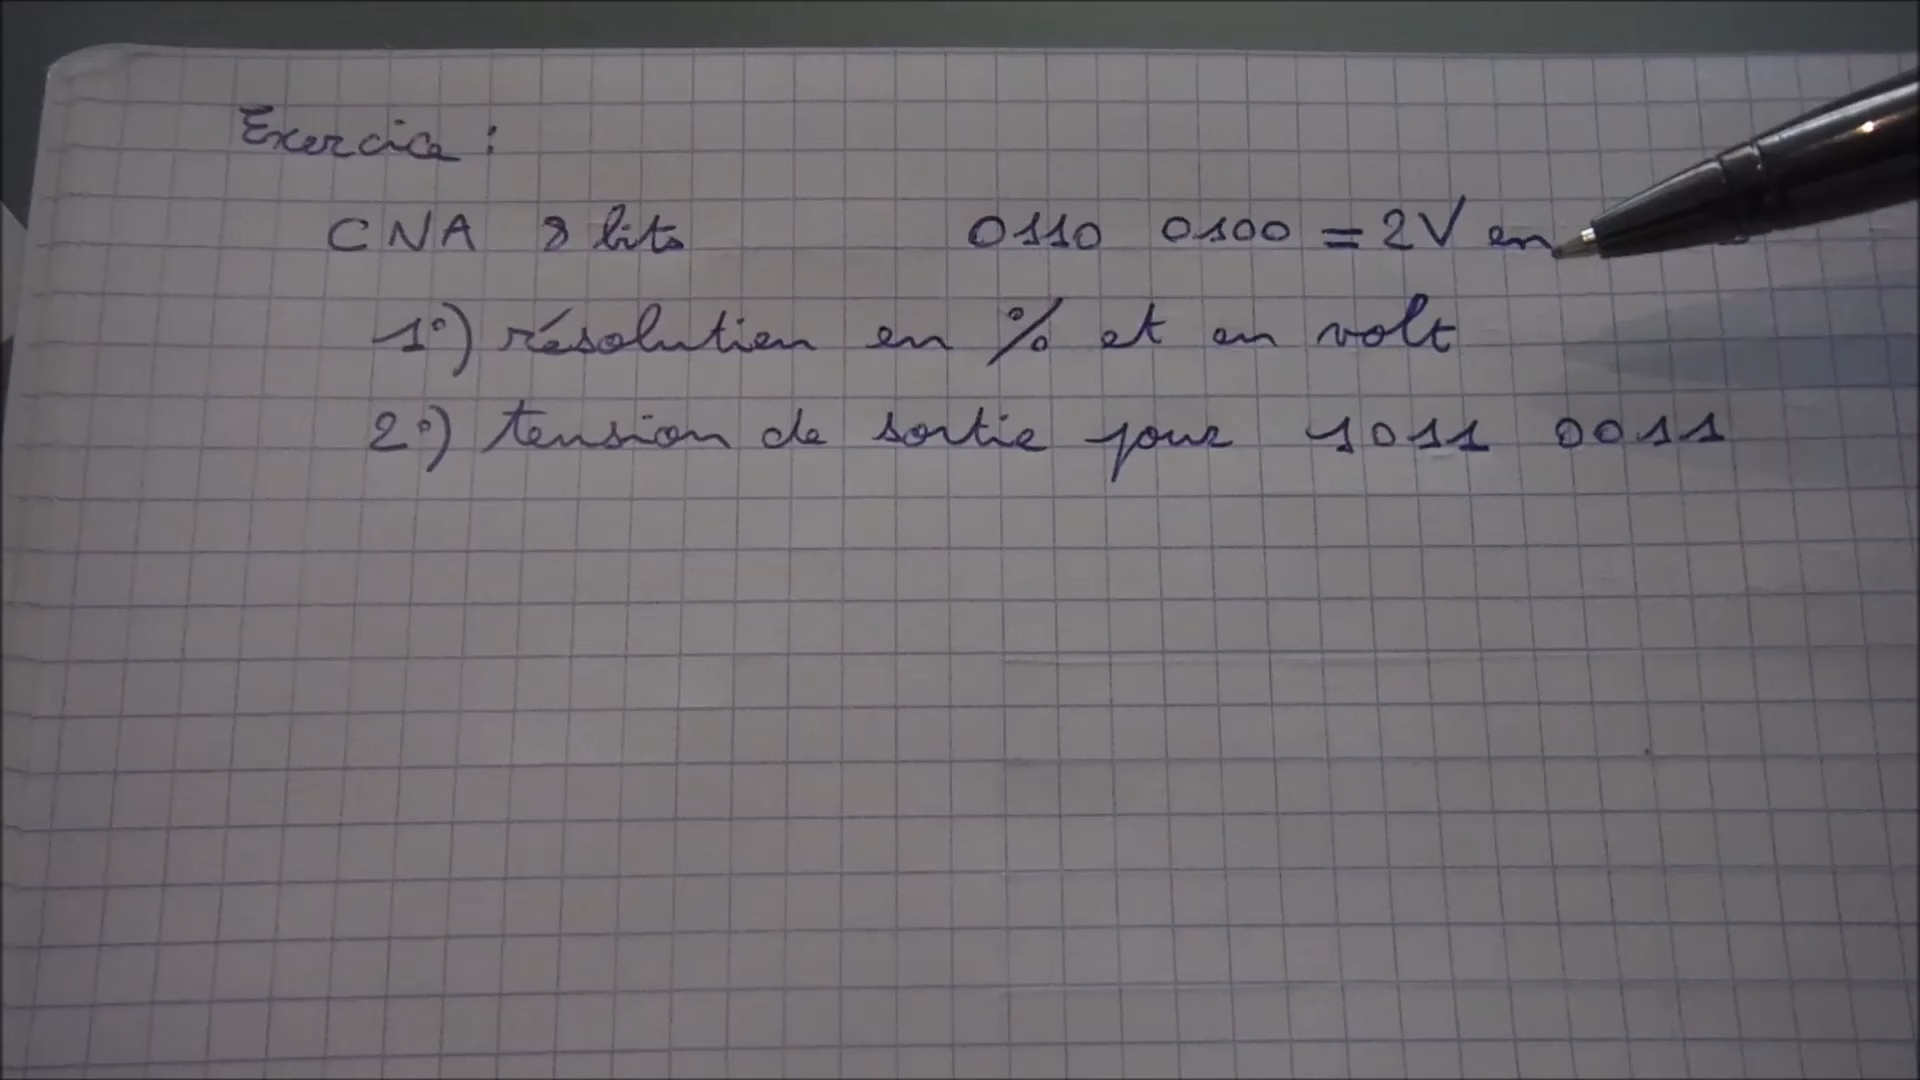 Exercice :
CNA 8 bits 0110 0100 = 2V en
1°) résolution en % et en volt
2°) tension de sortie pour 1011 0011